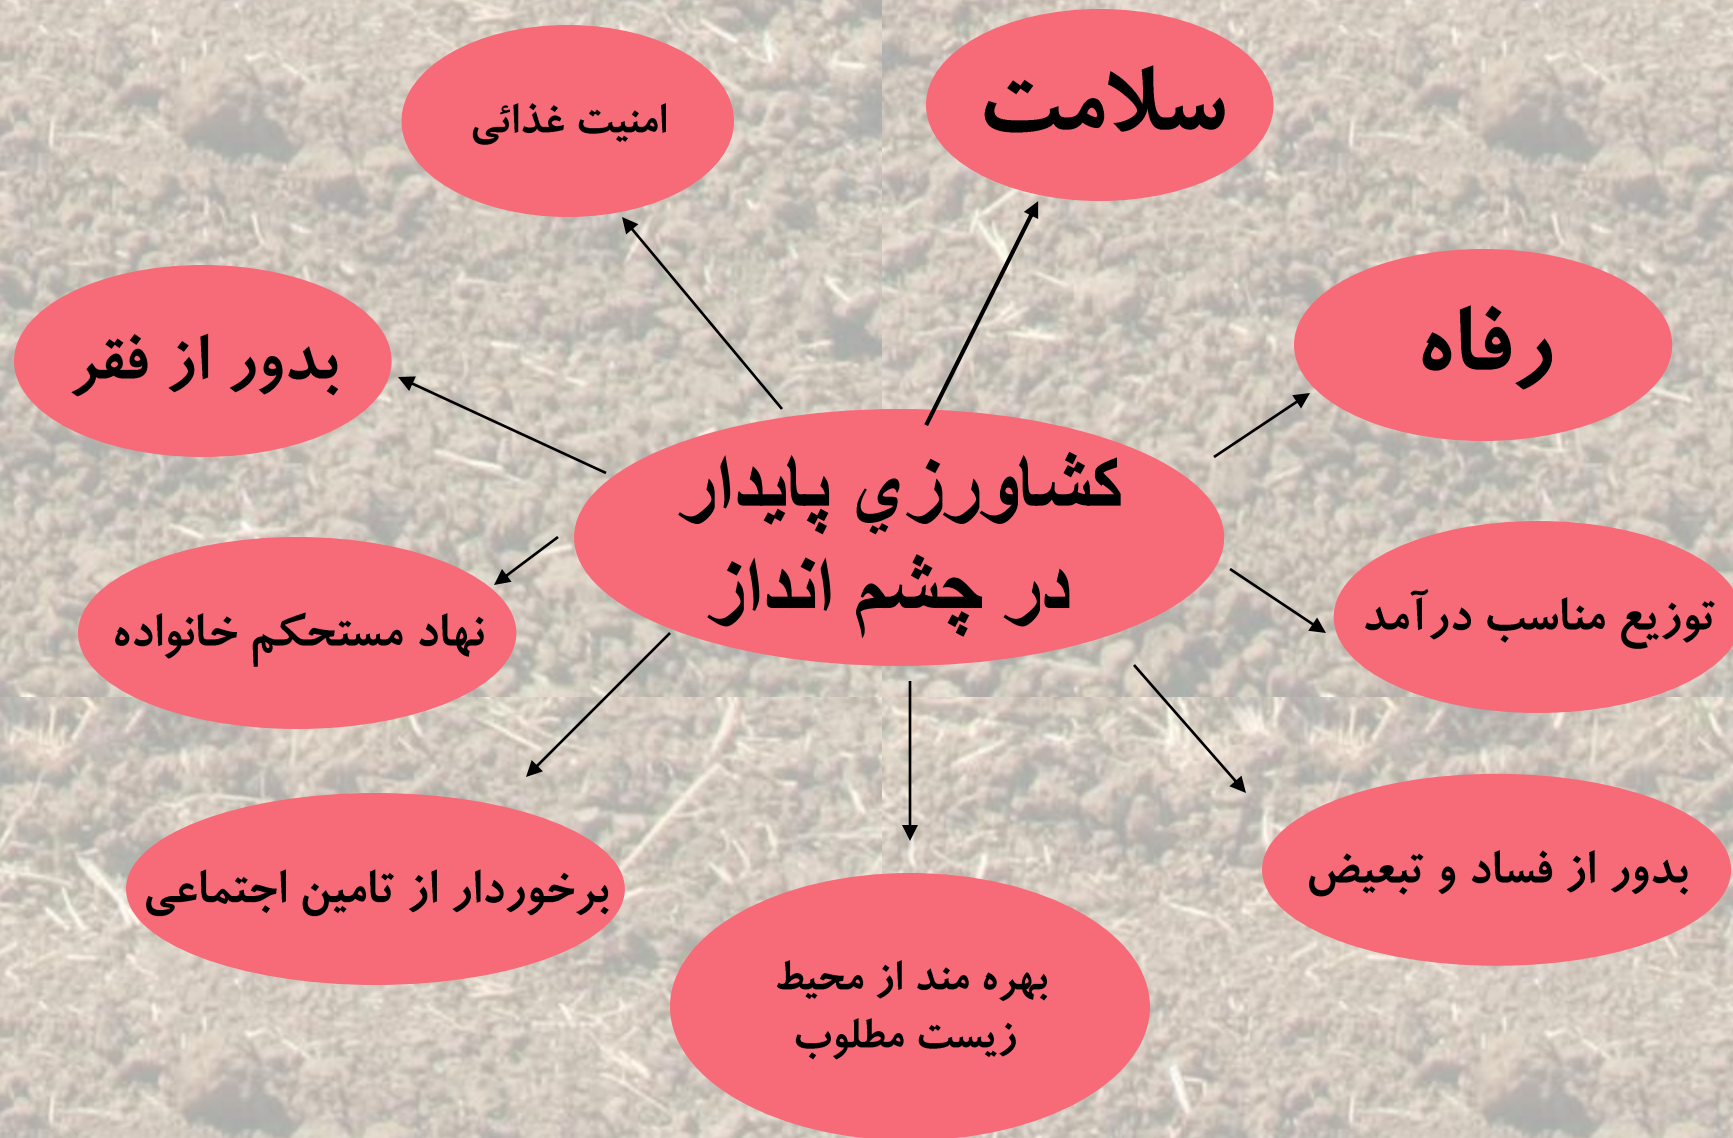 سلامت
امنیت غذائی
رفاه
بدور از فقر
كشاورزي پايدار
در چشم انداز
توزیع مناسب درآمد
نهاد مستحکم خانواده
بدور از فساد و تبعیض
برخوردار از تامین اجتماعی
بهره مند از محیط
زیست مطلوب